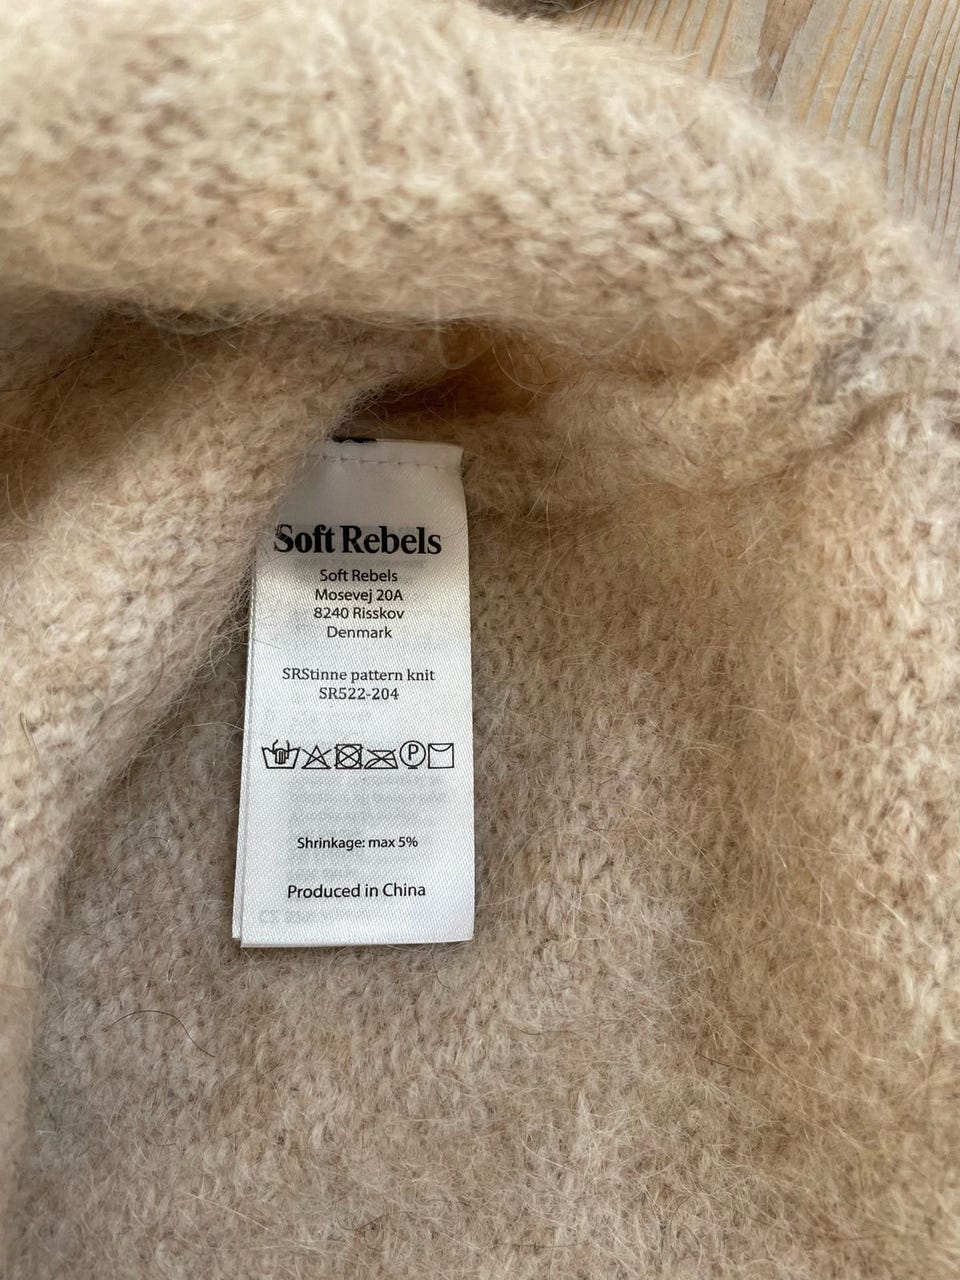 Soft Rebels
Soft Rebels
Mosevej 20A
8240 Risskov
Denmark
SRStinne pattern knit
SR522-204
P
Shrinkage: max 5%
Produced in China